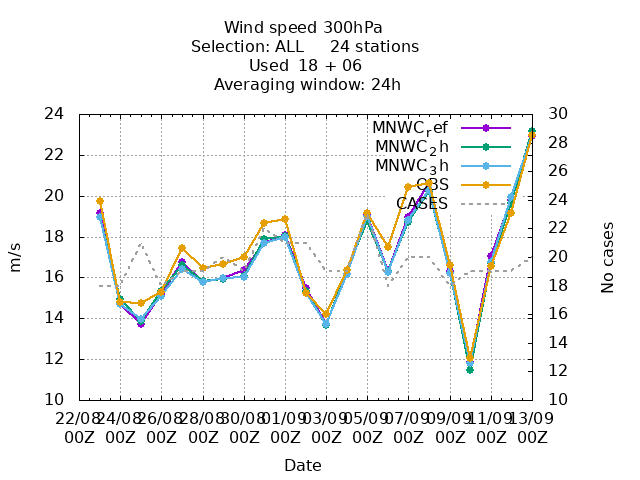 Wind speed 300hPa
Selection: ALL 24 stations
Used 18 + 06
Averaging window: 24h
24 30
22 28
20 26
18 24
16 22
14 20
12 18
10 16
14
12
10
m/s
No cases
MNWCref
MNWC2h
MNWC3h
OBS
CASES
22/08 24/08 26/08 28/08 30/08 01/09 03/09 05/09 07/09 09/09 11/09 13/09
00Z 00Z 00Z 00Z 00Z 00Z 00Z 00Z 00Z 00Z 00Z 00Z
Date